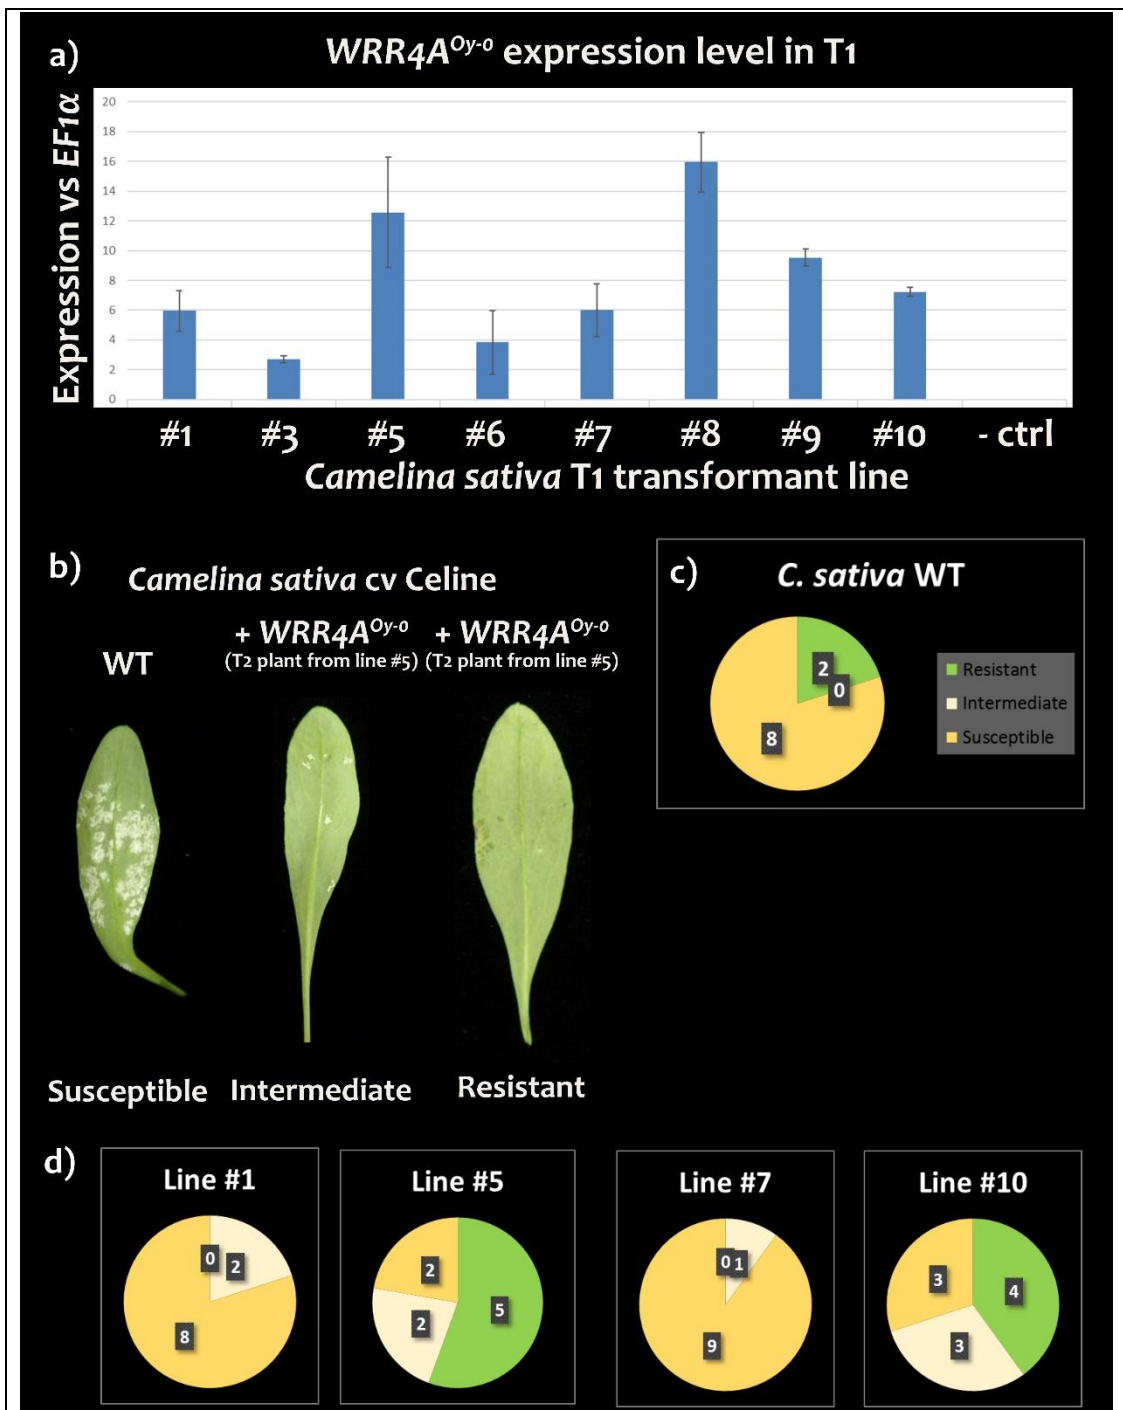 a)
WRR4A^Oy-0 expression level in T1
Expression vs EF1α
20
18
16
14
12
10
8
6
4
2
0
#1 #3 #5 #6 #7 #8 #9 #10 - ctrl
Camelina sativa T1 transformant line
b)
Camelina sativa cv Celine
WT
+ WRR4A^Oy-0 + WRR4A^Oy-0
(T2 plant from line #5) (T2 plant from line #5)
Susceptible Intermediate Resistant
c)
C. sativa WT
2
0
8
Resistant
Intermediate
Susceptible
d)
Line #1
0
2
8
Line #5
2
2
5
Line #7
0
1
9
Line #10
3
4
3